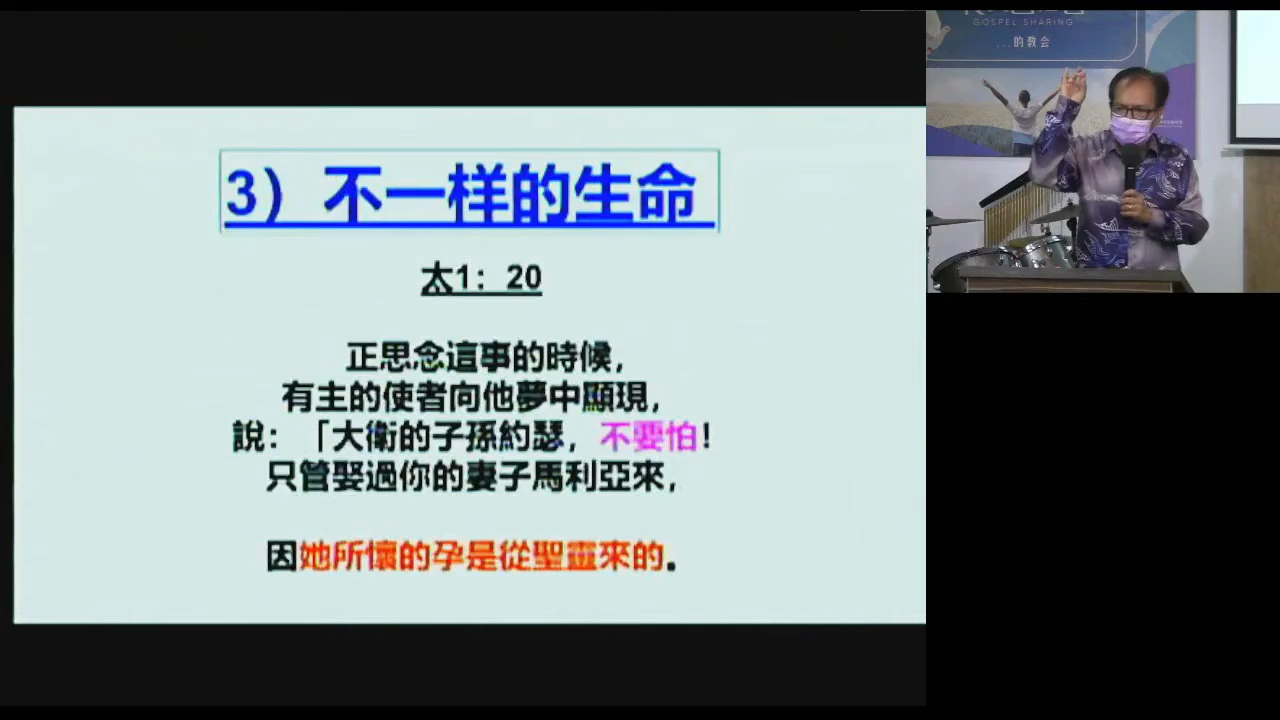 3）不一样的生命
太1：20
正思念這事的時候，
有主的使者向他夢中顯現，
說：「大衛的子孫約瑟，不要怕！
只管娶過你的妻子馬利亞來，
因她所懷的孕是從聖靈來的。
GOSPEL SHARING
...的教会